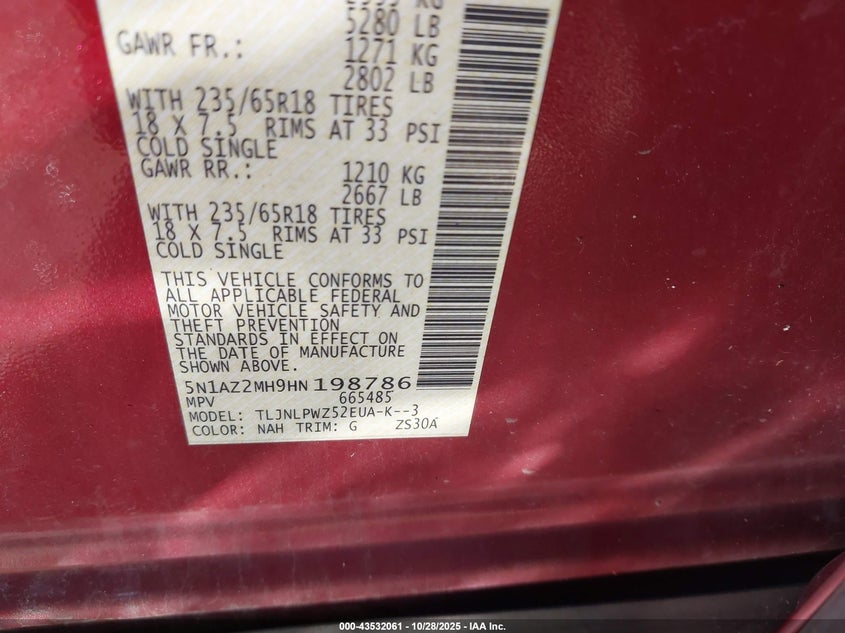 5280 LB
GAWR FR.: 1271 KG
2802 LB
WITH 235/65R18 TIRES
18 X 7.5 RIMS AT 33 PSI
COLD SINGLE
GAWR RR.: 1210 KG
2667 LB
WITH 235/65R18 TIRES
18 X 7.5 RIMS AT 33 PSI
COLD SINGLE
THIS VEHICLE CONFORMS TO
ALL APPLICABLE FEDERAL
MOTOR VEHICLE SAFETY AND
THEFT PREVENTION
STANDARDS IN EFFECT ON
THE DATE OF MANUFACTURE
SHOWN ABOVE.
5N1AZ2MH9HN198786
MPV 665485
MODEL: TLJNLPWZ52EUA-K--3
COLOR: NAH TRIM: G ZS30A
000-43532061 - 10/28/2025 - IAA Inc.